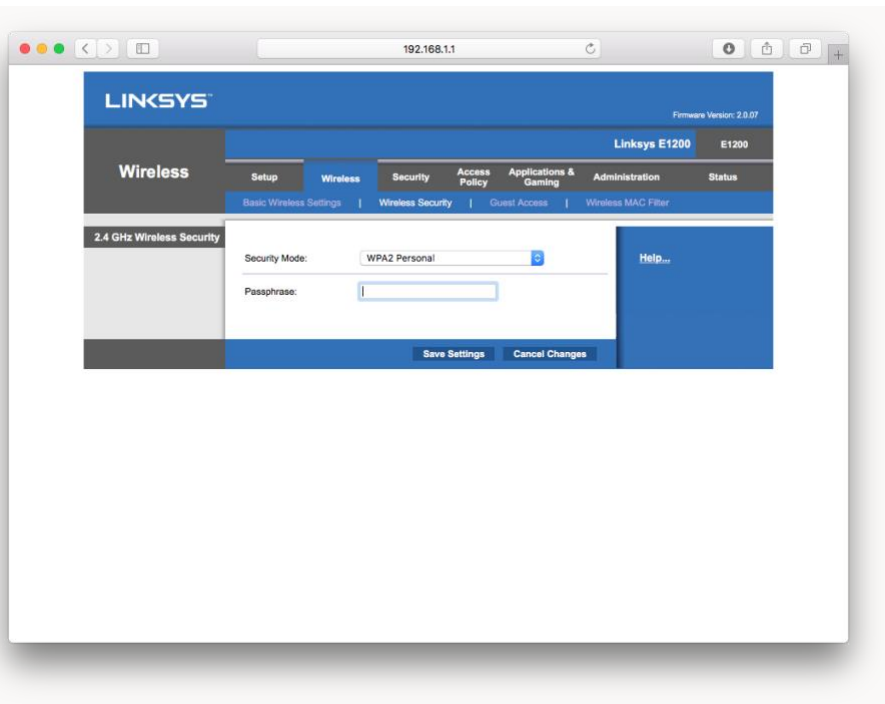 192.168.1.1
LINKSYS™
Firmware Version: 2.0.07
Linksys E1200 E1200
Wireless
Setup Wireless Security Access Policy Applications & Gaming Administration Status
Basic Wireless Settings | Wireless Security | Guest Access | Wireless MAC Filter
2.4 GHz Wireless Security
Security Mode: WPA2 Personal
Help...
Passphrase:
Save Settings Cancel Changes